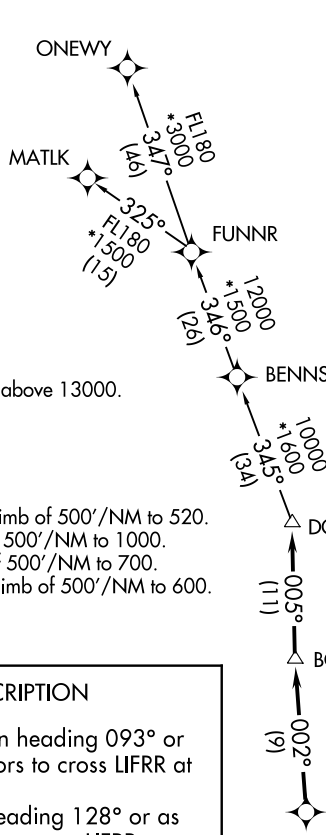 ONEWY
FL180
*3000
347°
(46)
MATLK
325°
FL180
*1500
(15)
FUNNR
12000
*1500
346°
(26)
BENNS
above 13000.
10000
*1600
345°
(34)
imb of 500'/NM to 520.
500'/NM to 1000.
f 500'/NM to 700.
imb of 500'/NM to 600.
DO
005°
(11)
BO
CRIPTION
n heading 093° or
ors to cross LIFRR at
eading 128° or as
LIFRR
002°
(9)